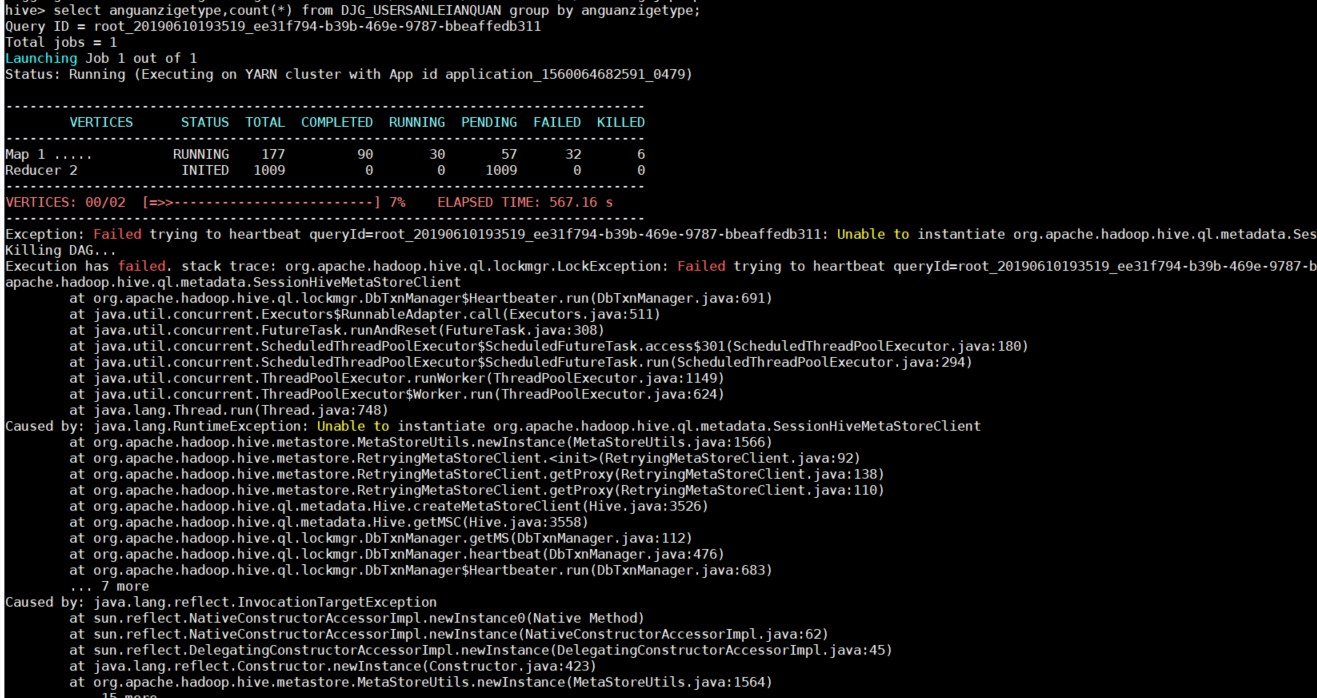 hive> select anguanzigetype,count(*) from DJG_USERSANLEIANQUAN group by anguanzigetype;
Query ID = root_20190610193519_ee31f794-b39b-469e-9787-bbeaffedb311
Total jobs = 1
Launching Job 1 out of 1
Status: Running (Executing on YARN cluster with App id application_1560064682591_0479)
--------------------------------------------------------------------------------
VERTICES STATUS TOTAL COMPLETED RUNNING PENDING FAILED KILLED
--------------------------------------------------------------------------------
Map 1 ..... RUNNING 177 90 30 57 32 6
Reducer 2 INITED 1009 0 0 1009 0 0
--------------------------------------------------------------------------------
VERTICES: 00/02 [=>>-------------------------] 7% ELAPSED TIME: 567.16 s
--------------------------------------------------------------------------------
Exception: Failed trying to heartbeat queryId=root_20190610193519_ee31f794-b39b-469e-9787-bbeaffedb311: Unable to instantiate org.apache.hadoop.hive.ql.metadata.Ses
Killing DAG...
Execution has failed. stack trace: org.apache.hadoop.hive.ql.lockmgr.LockException: Failed trying to heartbeat queryId=root_20190610193519_ee31f794-b39b-469e-9787-b
apache.hadoop.hive.ql.metadata.SessionHiveMetaStoreClient
at org.apache.hadoop.hive.ql.lockmgr.DbTxnManager$Heartbeater.run(DbTxnManager.java:691)
at java.util.concurrent.Executors$RunnableAdapter.call(Executors.java:511)
at java.util.concurrent.FutureTask.runAndReset(FutureTask.java:308)
at java.util.concurrent.ScheduledThreadPoolExecutor$ScheduledFutureTask.access$301(ScheduledThreadPoolExecutor.java:180)
at java.util.concurrent.ScheduledThreadPoolExecutor$ScheduledFutureTask.run(ScheduledThreadPoolExecutor.java:294)
at java.util.concurrent.ThreadPoolExecutor.runWorker(ThreadPoolExecutor.java:1149)
at java.util.concurrent.ThreadPoolExecutor$Worker.run(ThreadPoolExecutor.java:624)
at java.lang.Thread.run(Thread.java:748)
Caused by: java.lang.RuntimeException: Unable to instantiate org.apache.hadoop.hive.ql.metadata.SessionHiveMetaStoreClient
at org.apache.hadoop.hive.metastore.MetaStoreUtils.newInstance(MetaStoreUtils.java:1566)
at org.apache.hadoop.hive.metastore.RetryingMetaStoreClient.<init>(RetryingMetaStoreClient.java:92)
at org.apache.hadoop.hive.metastore.RetryingMetaStoreClient.getProxy(RetryingMetaStoreClient.java:138)
at org.apache.hadoop.hive.metastore.RetryingMetaStoreClient.getProxy(RetryingMetaStoreClient.java:110)
at org.apache.hadoop.hive.ql.metadata.Hive.createMetaStoreClient(Hive.java:3526)
at org.apache.hadoop.hive.ql.metadata.Hive.getMSC(Hive.java:3558)
at org.apache.hadoop.hive.ql.lockmgr.DbTxnManager.getMS(DbTxnManager.java:112)
at org.apache.hadoop.hive.ql.lockmgr.DbTxnManager.heartbeat(DbTxnManager.java:476)
at org.apache.hadoop.hive.ql.lockmgr.DbTxnManager$Heartbeater.run(DbTxnManager.java:683)
... 7 more
Caused by: java.lang.reflect.InvocationTargetException
at sun.reflect.NativeConstructorAccessorImpl.newInstance0(Native Method)
at sun.reflect.NativeConstructorAccessorImpl.newInstance(NativeConstructorAccessorImpl.java:62)
at sun.reflect.DelegatingConstructorAccessorImpl.newInstance(DelegatingConstructorAccessorImpl.java:45)
at java.lang.reflect.Constructor.newInstance(Constructor.java:423)
at org.apache.hadoop.hive.metastore.MetaStoreUtils.newInstance(MetaStoreUtils.java:1564)
... 15 more